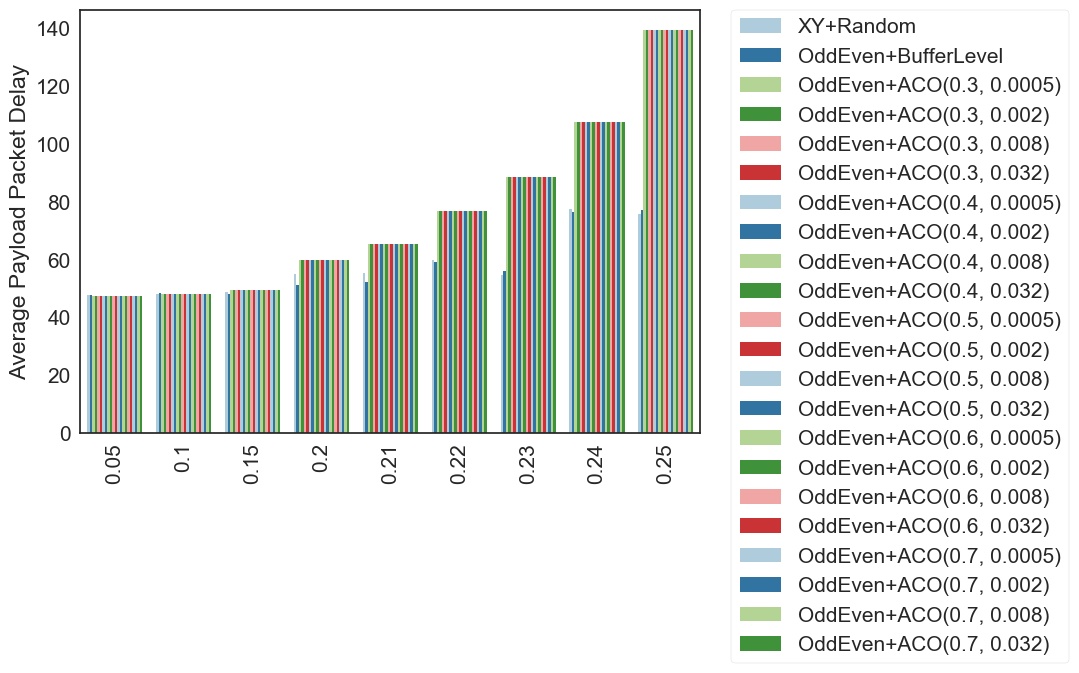 Average Payload Packet Delay
140
120
100
80
60
40
20
0
0.05
0.1
0.15
0.2
0.21
0.22
0.23
0.24
0.25
XY+Random
OddEven+BufferLevel
OddEven+ACO(0.3, 0.0005)
OddEven+ACO(0.3, 0.002)
OddEven+ACO(0.3, 0.008)
OddEven+ACO(0.3, 0.032)
OddEven+ACO(0.4, 0.0005)
OddEven+ACO(0.4, 0.002)
OddEven+ACO(0.4, 0.008)
OddEven+ACO(0.4, 0.032)
OddEven+ACO(0.5, 0.0005)
OddEven+ACO(0.5, 0.002)
OddEven+ACO(0.5, 0.008)
OddEven+ACO(0.5, 0.032)
OddEven+ACO(0.6, 0.0005)
OddEven+ACO(0.6, 0.002)
OddEven+ACO(0.6, 0.008)
OddEven+ACO(0.6, 0.032)
OddEven+ACO(0.7, 0.0005)
OddEven+ACO(0.7, 0.002)
OddEven+ACO(0.7, 0.008)
OddEven+ACO(0.7, 0.032)